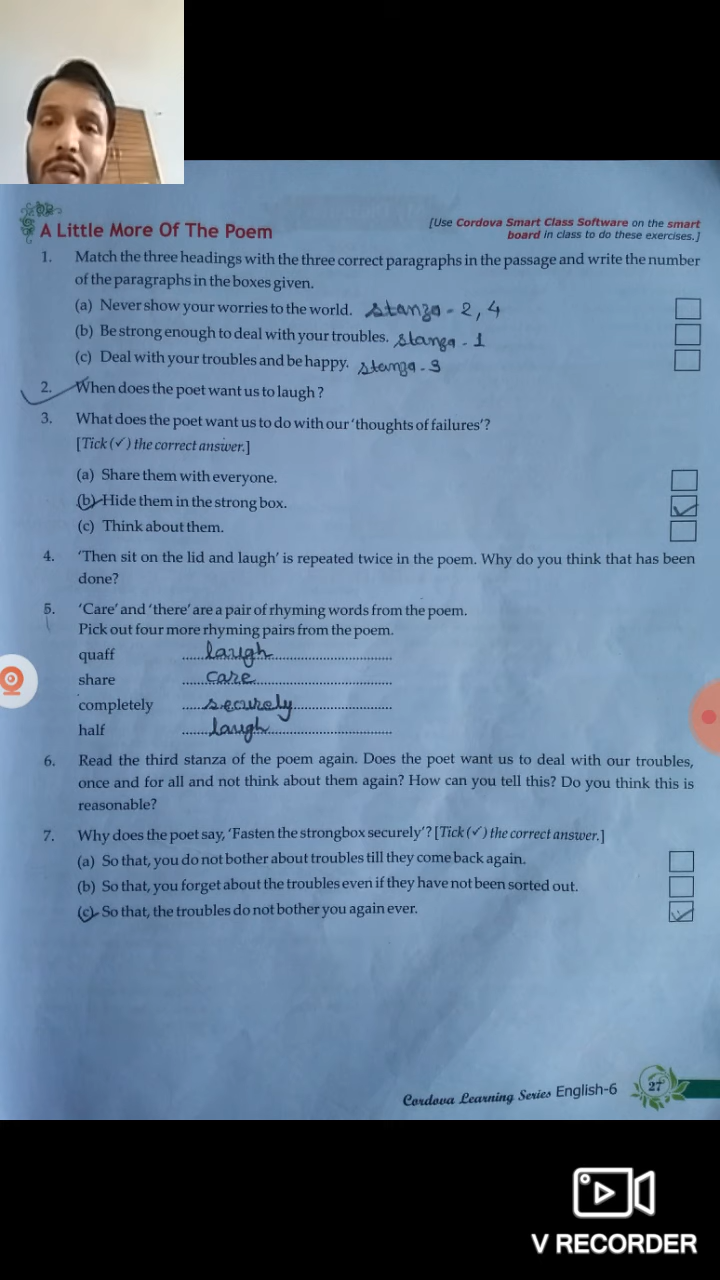 A Little More Of The Poem
[Use Cordova Smart Class Software on the smart
board in class to do these exercises.]
1. Match the three headings with the three correct paragraphs in the passage and write the number
of the paragraphs in the boxes given.
(a) Never show your worries to the world. stanza - 2, 4
(b) Be strong enough to deal with your troubles. stanza - 1
(c) Deal with your troubles and be happy. stanza - 3
2. When does the poet want us to laugh ?
3. What does the poet want us to do with our 'thoughts of failures'?
[Tick (✓) the correct answer.]
(a) Share them with everyone.
(b) Hide them in the strong box.
(c) Think about them.
4. 'Then sit on the lid and laugh' is repeated twice in the poem. Why do you think that has been
done?
5. 'Care' and 'there' are a pair of rhyming words from the poem.
Pick out four more rhyming pairs from the poem.
quaff laugh
share care
completely securely
half laugh
6. Read the third stanza of the poem again. Does the poet want us to deal with our troubles,
once and for all and not think about them again? How can you tell this? Do you think this is
reasonable?
7. Why does the poet say, 'Fasten the strongbox securely'? [Tick (✓) the correct answer.]
(a) So that, you do not bother about troubles till they come back again.
(b) So that, you forget about the troubles even if they have not been sorted out.
(c) So that, the troubles do not bother you again ever.
Cordova Learning Series English-6 27
V RECORDER